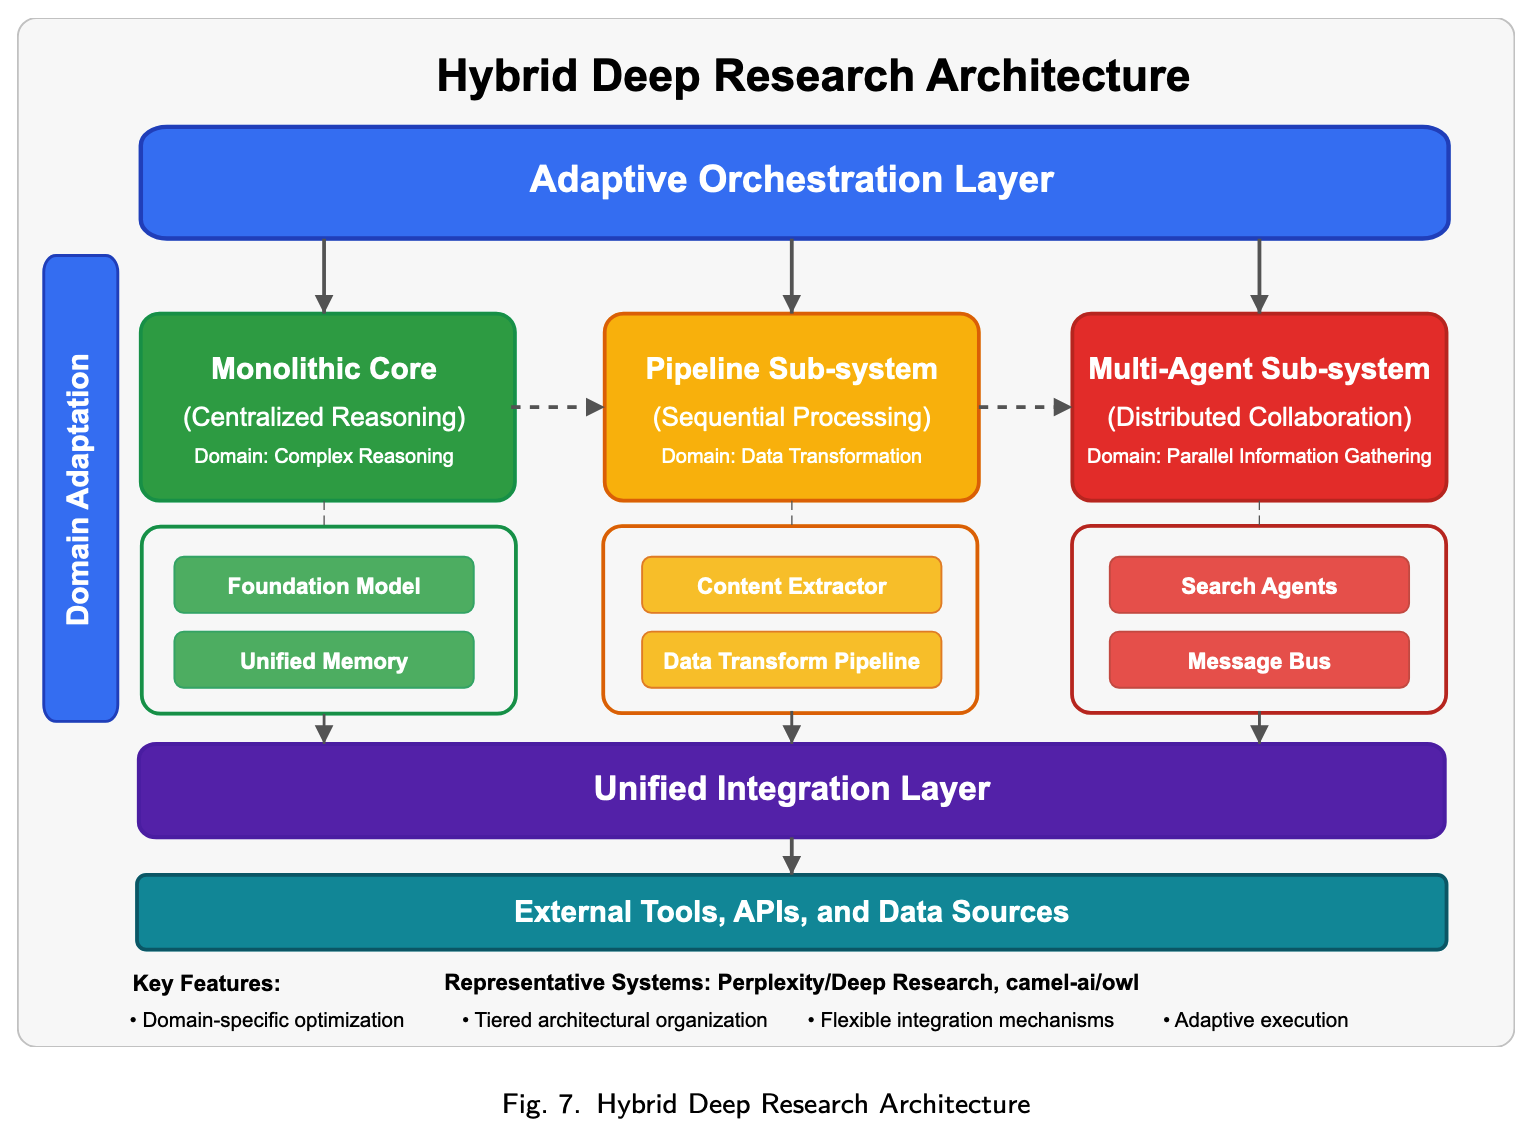 Hybrid Deep Research Architecture
Adaptive Orchestration Layer
Domain Adaptation
Monolithic Core
(Centralized Reasoning)
Domain: Complex Reasoning
Pipeline Sub-system
(Sequential Processing)
Domain: Data Transformation
Multi-Agent Sub-system
(Distributed Collaboration)
Domain: Parallel Information Gathering
Foundation Model
Unified Memory
Content Extractor
Data Transform Pipeline
Search Agents
Message Bus
Unified Integration Layer
External Tools, APIs, and Data Sources
Key Features:
Representative Systems: Perplexity/Deep Research, camel-ai/owl
• Domain-specific optimization
• Tiered architectural organization
• Flexible integration mechanisms
• Adaptive execution
Fig. 7. Hybrid Deep Research Architecture